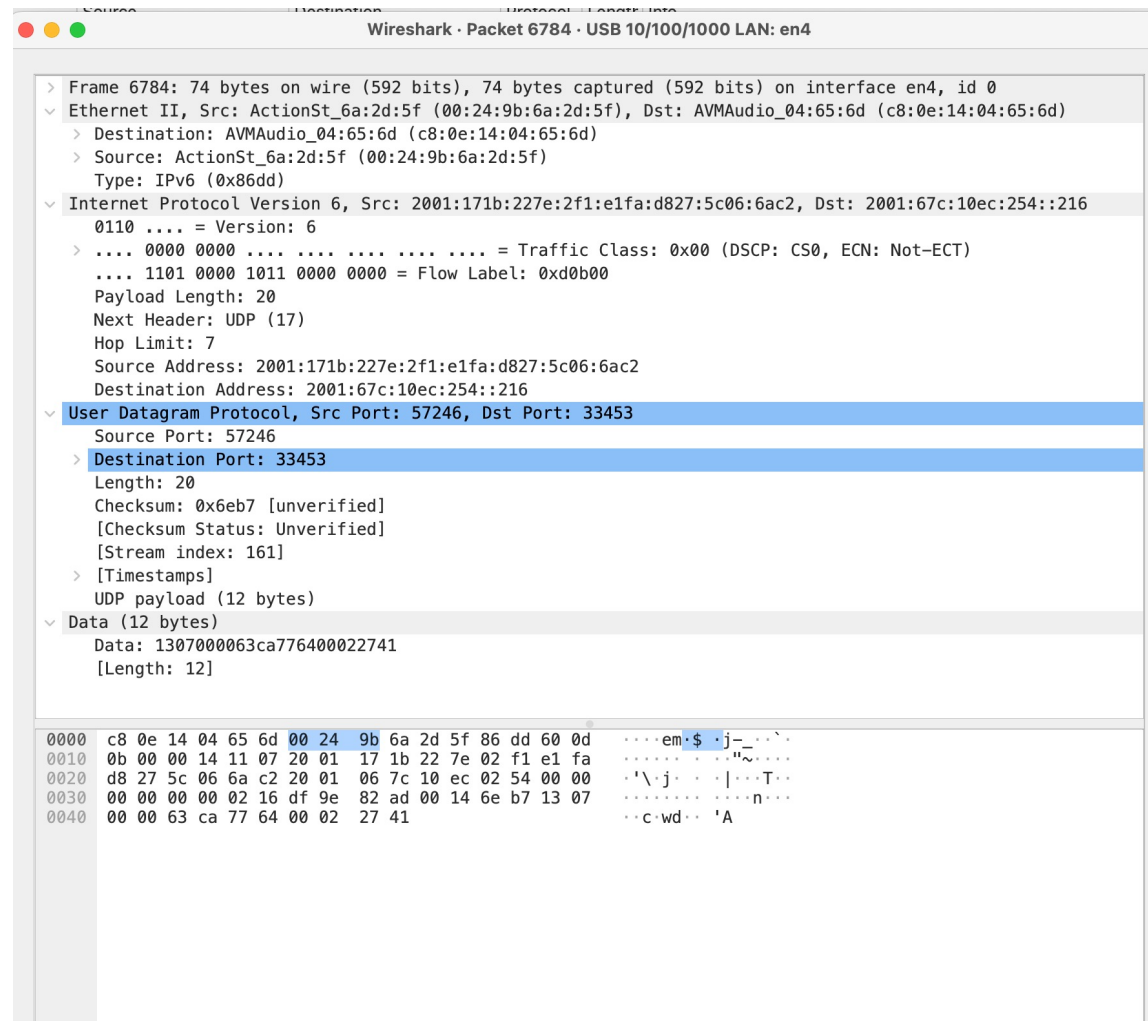 Wireshark · Packet 6784 · USB 10/100/1000 LAN: en4
Frame 6784: 74 bytes on wire (592 bits), 74 bytes captured (592 bits) on interface en4, id 0
Ethernet II, Src: ActionSt_6a:2d:5f (00:24:9b:6a:2d:5f), Dst: AVMAudio_04:65:6d (c8:0e:14:04:65:6d)
Destination: AVMAudio_04:65:6d (c8:0e:14:04:65:6d)
Source: ActionSt_6a:2d:5f (00:24:9b:6a:2d:5f)
Type: IPv6 (0x86dd)
Internet Protocol Version 6, Src: 2001:171b:227e:2f1:e1fa:d827:5c06:6ac2, Dst: 2001:67c:10ec:254::216
0110 .... = Version: 6
.... 0000 0000 .... .... .... .... .... = Traffic Class: 0x00 (DSCP: CS0, ECN: Not-ECT)
.... 1101 0000 1011 0000 0000 = Flow Label: 0xd0b00
Payload Length: 20
Next Header: UDP (17)
Hop Limit: 7
Source Address: 2001:171b:227e:2f1:e1fa:d827:5c06:6ac2
Destination Address: 2001:67c:10ec:254::216
User Datagram Protocol, Src Port: 57246, Dst Port: 33453
Source Port: 57246
Destination Port: 33453
Length: 20
Checksum: 0x6eb7 [unverified]
[Checksum Status: Unverified]
[Stream index: 161]
[Timestamps]
UDP payload (12 bytes)
Data (12 bytes)
Data: 1307000063ca776400022741
[Length: 12]
0000 c8 0e 14 04 65 6d 00 24 9b 6a 2d 5f 86 dd 60 0d ····em·$ ·j-_··`·
0010 0b 00 00 14 11 07 20 01 17 1b 22 7e 02 f1 e1 fa ······ · ··"~····
0020 d8 27 5c 06 6a c2 20 01 06 7c 10 ec 02 54 00 00 ·'\·j· · ·|···T··
0030 00 00 00 00 02 16 df 9e 82 ad 00 14 6e b7 13 07 ········ ····n···
0040 00 00 63 ca 77 64 00 02 27 41 ··c·wd·· 'A